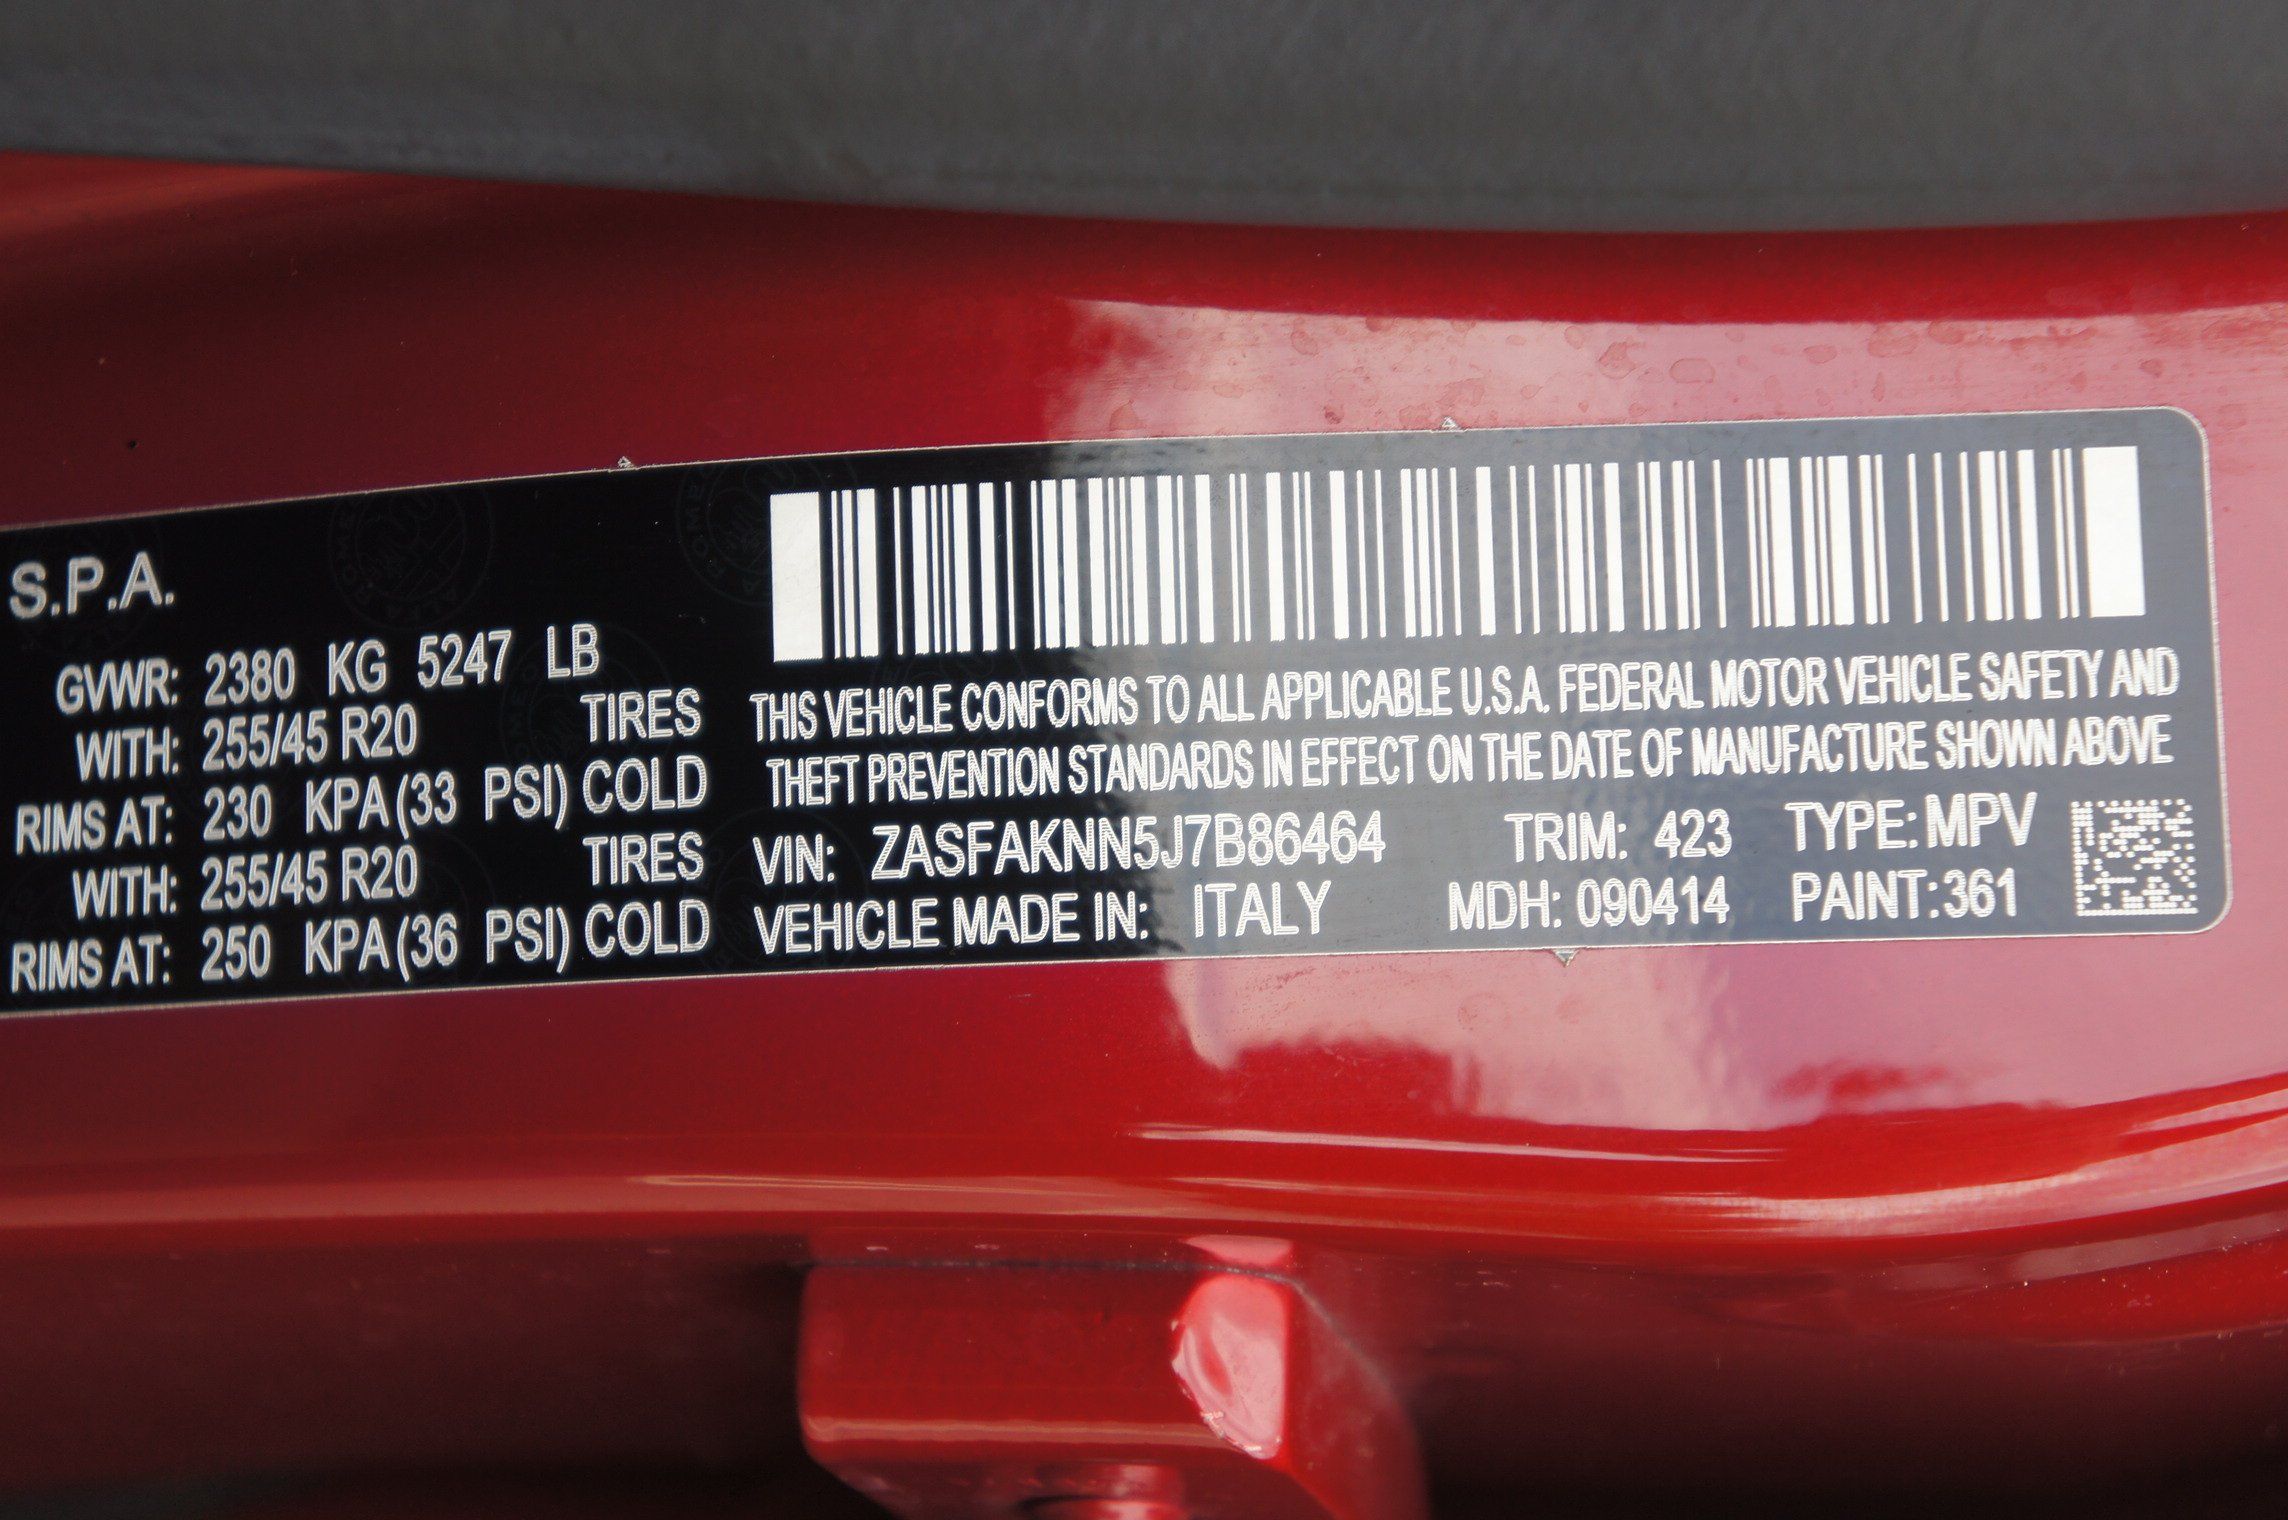 S.P.A.
GVWR: 2380 KG 5247 LB
WITH: 255/45 R20 TIRES
RIMS AT: 230 KPA (33 PSI) COLD
WITH: 255/45 R20 TIRES
RIMS AT: 250 KPA (36 PSI) COLD
THIS VEHICLE CONFORMS TO ALL APPLICABLE U.S.A. FEDERAL MOTOR VEHICLE SAFETY AND
THEFT PREVENTION STANDARDS IN EFFECT ON THE DATE OF MANUFACTURE SHOWN ABOVE
VIN: ZASFAKNN5J7B86464 TRIM: 423 TYPE: MPV
VEHICLE MADE IN: ITALY MDH: 090414 PAINT: 361